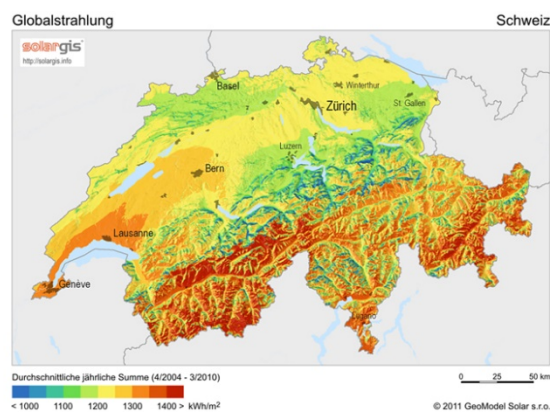 Globalstrahlung
Schweiz
solargis
http://solargis.info
Basel
Winterthur
Zürich
St. Gallen
Luzern
Bern
Lausanne
Genève
Lugano
Durchschnittliche jährliche Summe (4/2004 - 3/2010)
0 25 50 km
< 1000 1100 1200 1300 1400 > kWh/m²
© 2011 GeoModel Solar s.r.o.